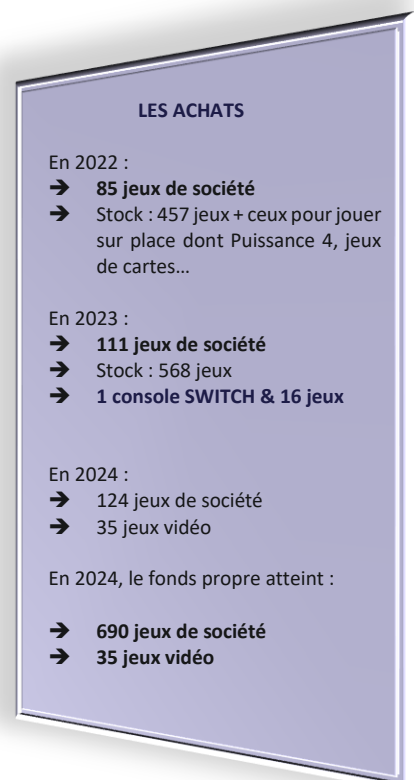 LES ACHATS
En 2022 :
➔ 85 jeux de société
➔ Stock : 457 jeux + ceux pour jouer
sur place dont Puissance 4, jeux
de cartes…
En 2023 :
➔ 111 jeux de société
➔ Stock : 568 jeux
➔ 1 console SWITCH & 16 jeux
En 2024 :
➔ 124 jeux de société
➔ 35 jeux vidéo
En 2024, le fonds propre atteint :
➔ 690 jeux de société
➔ 35 jeux vidéo